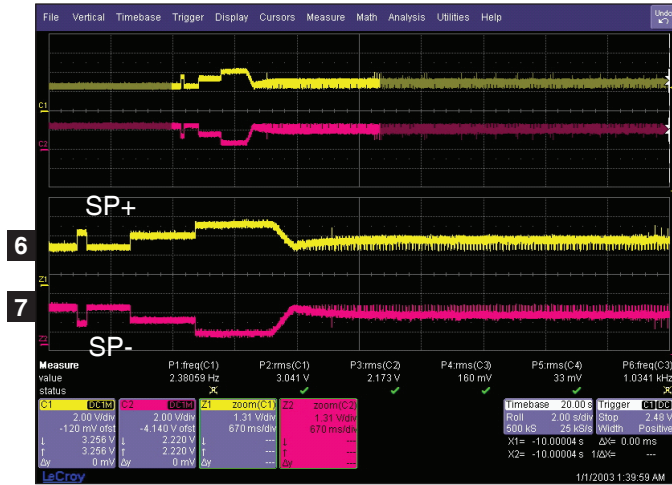 File Vertical Timebase Trigger Display Cursors Measure Math Analysis Utilities Help Undo
C1
C2
SP+
6
Z1
7
SP-
Z2
Measure P1:freq(C1) P2:rms(C1) P3:rms(C2) P4:rms(C3) P5:rms(C4) P6:freq(C3)
value 2.38059 Hz 3.041 V 2.173 V 160 mV 33 mV 1.0341 kHz
status
C1 DC1M C2 DC1M Z1 zoom(C1) Z2 zoom(C2) Timebase 20.00 s Trigger C1 DC
2.00 V/div 2.00 V/div 1.31 V/div 1.31 V/div Roll 2.00 s/div Stop 2.48 V
-120 mV ofst -4.140 V ofst 670 ms/div 670 ms/div 500 kS 25 kS/s Width Positive
↓ 3.256 V ↓ 2.220 V ↓ --- ↓ --- X1= -10.00004 s ΔX= 0.00 ms
↑ 3.256 V ↑ 2.220 V ↑ --- ↑ --- X2= -10.00004 s 1/ΔX= ---
Δy 0 mV Δy 0 mV Δy --- Δy ---
LeCroy 1/1/2003 1:39:59 AM